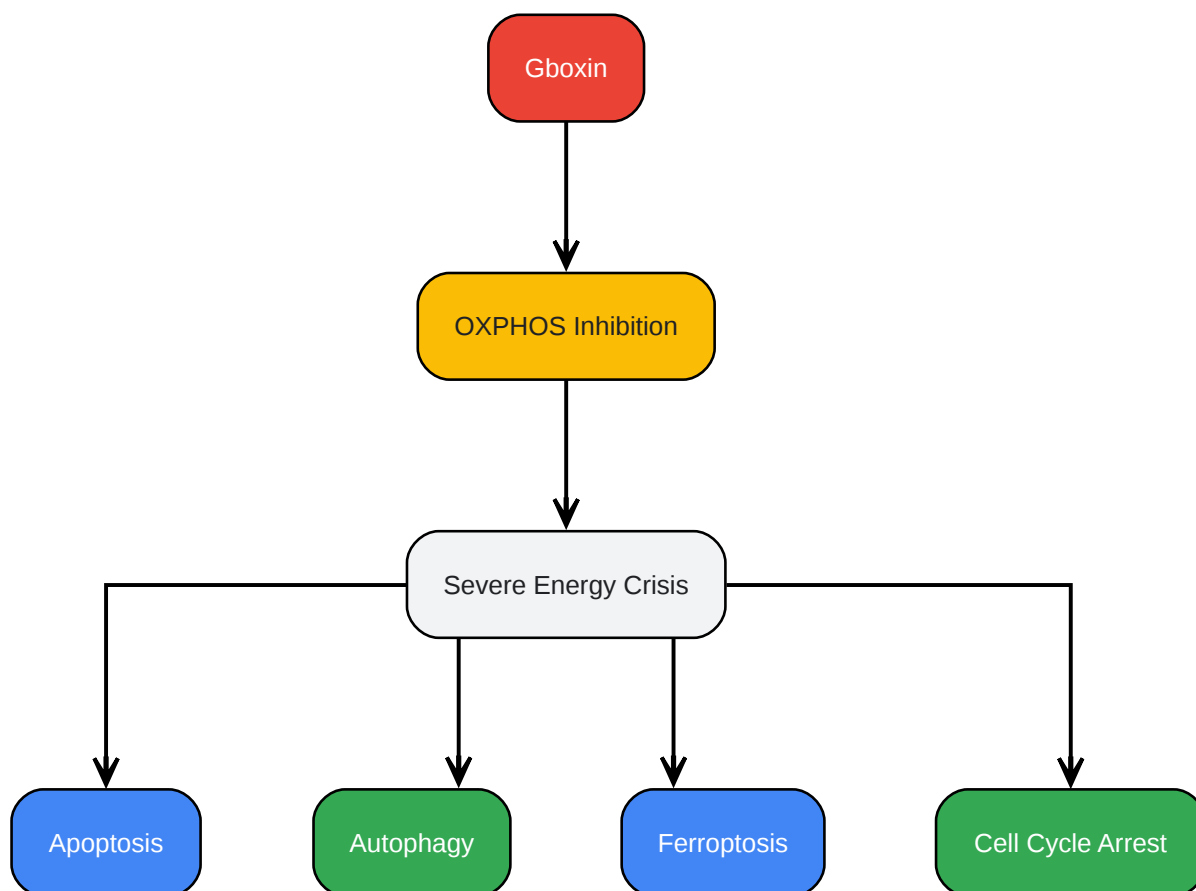 Gboxin
OXPHOS Inhibition
Severe Energy Crisis
Apoptosis
Autophagy
Ferroptosis
Cell Cycle Arrest